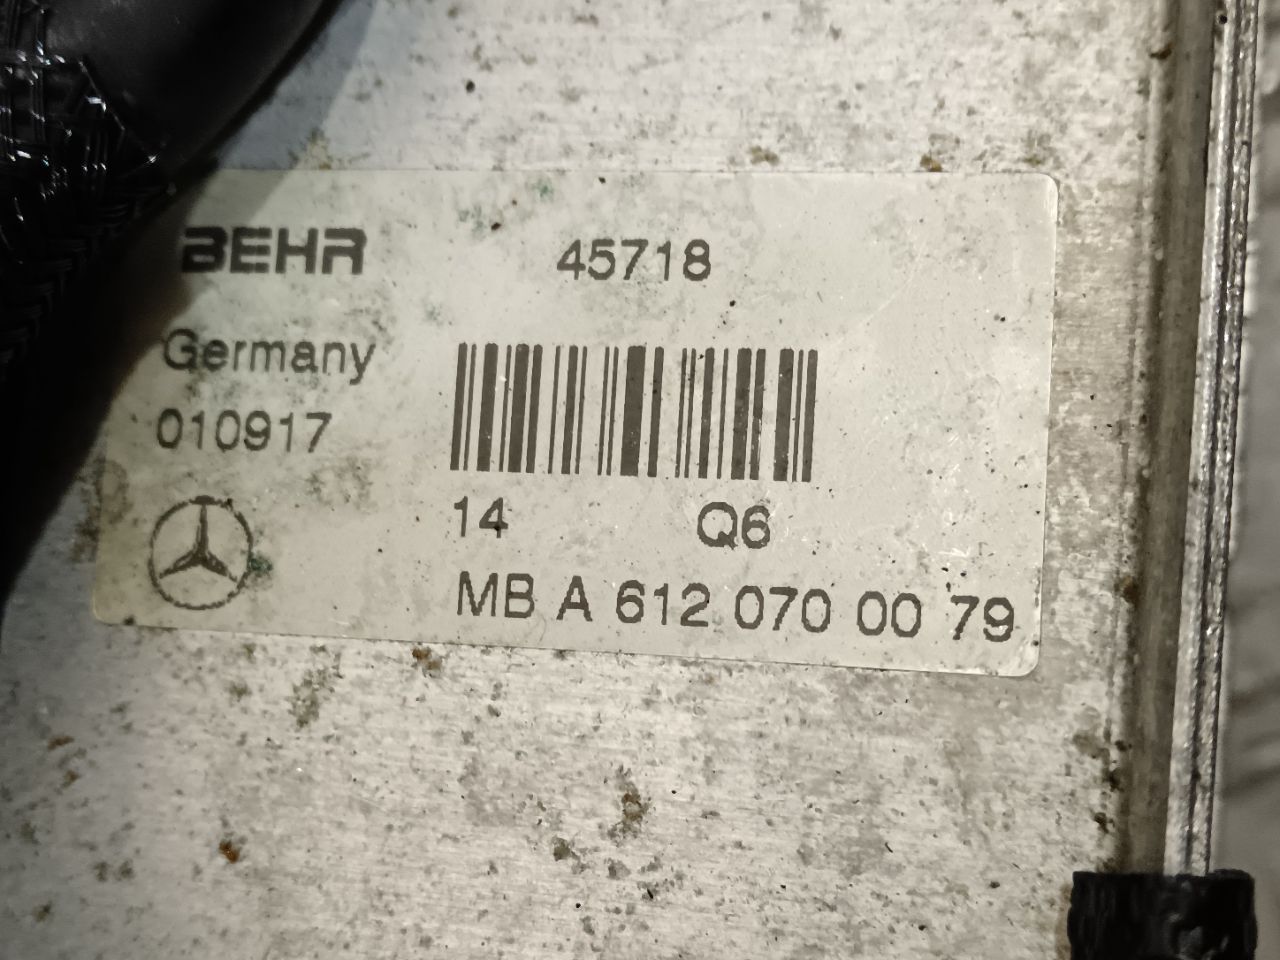 BEHR 45718
Germany
010917
14 Q6
MB A 612 070 00 79